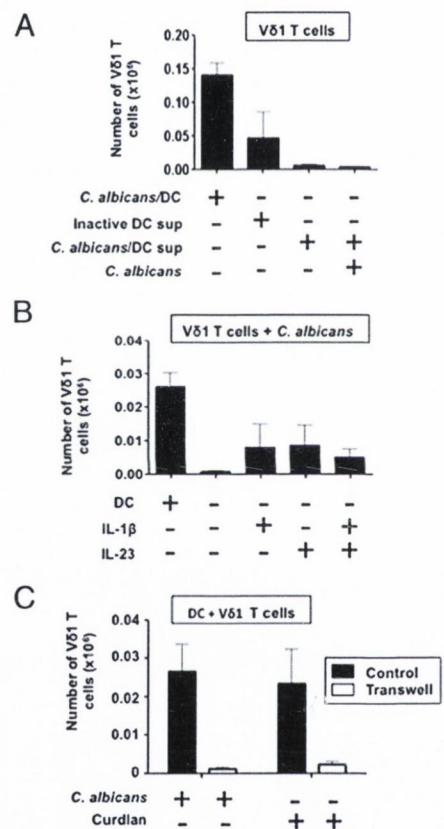 A
Vδ1 T cells
Number of Vδ1 T
cells (x10⁶)
0.20
0.15
0.10
0.05
0.00
C. albicans/DC + - - -
Inactive DC sup - + - -
C. albicans/DC sup - - + +
C. albicans - - - +
B
Vδ1 T cells + C. albicans
Number of Vδ1 T
cells (x10⁶)
0.04
0.03
0.02
0.01
0.00
DC + - - - -
IL-1β - - + - +
IL-23 - - - + +
C
DC + Vδ1 T cells
Number of Vδ1 T
cells (x10⁶)
0.04
0.03
0.02
0.01
0.00
Control
Transwell
C. albicans + + - -
Curdlan - - + +